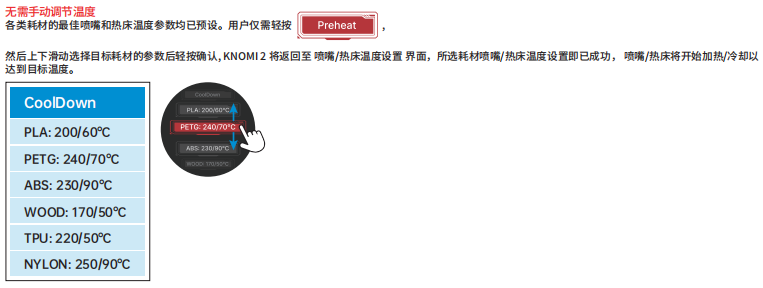 无需手动调节温度
各类耗材的最佳喷嘴和热床温度参数均已预设。用户仅需轻按 Preheat ，
然后上下滑动选择目标耗材的参数后轻按确认, KNOMI 2 将返回至 喷嘴/热床温度设置 界面，所选耗材喷嘴/热床温度设置即已成功， 喷嘴/热床将开始加热/冷却以
达到目标温度。
CoolDown
PLA: 200/60℃
PETG: 240/70℃
ABS: 230/90℃
WOOD: 170/50℃
TPU: 220/50℃
NYLON: 250/90℃
CoolDown
PLA: 200/60°C
PETG: 240/70°C
ABS: 230/90°C
WOOD: 170/50°C